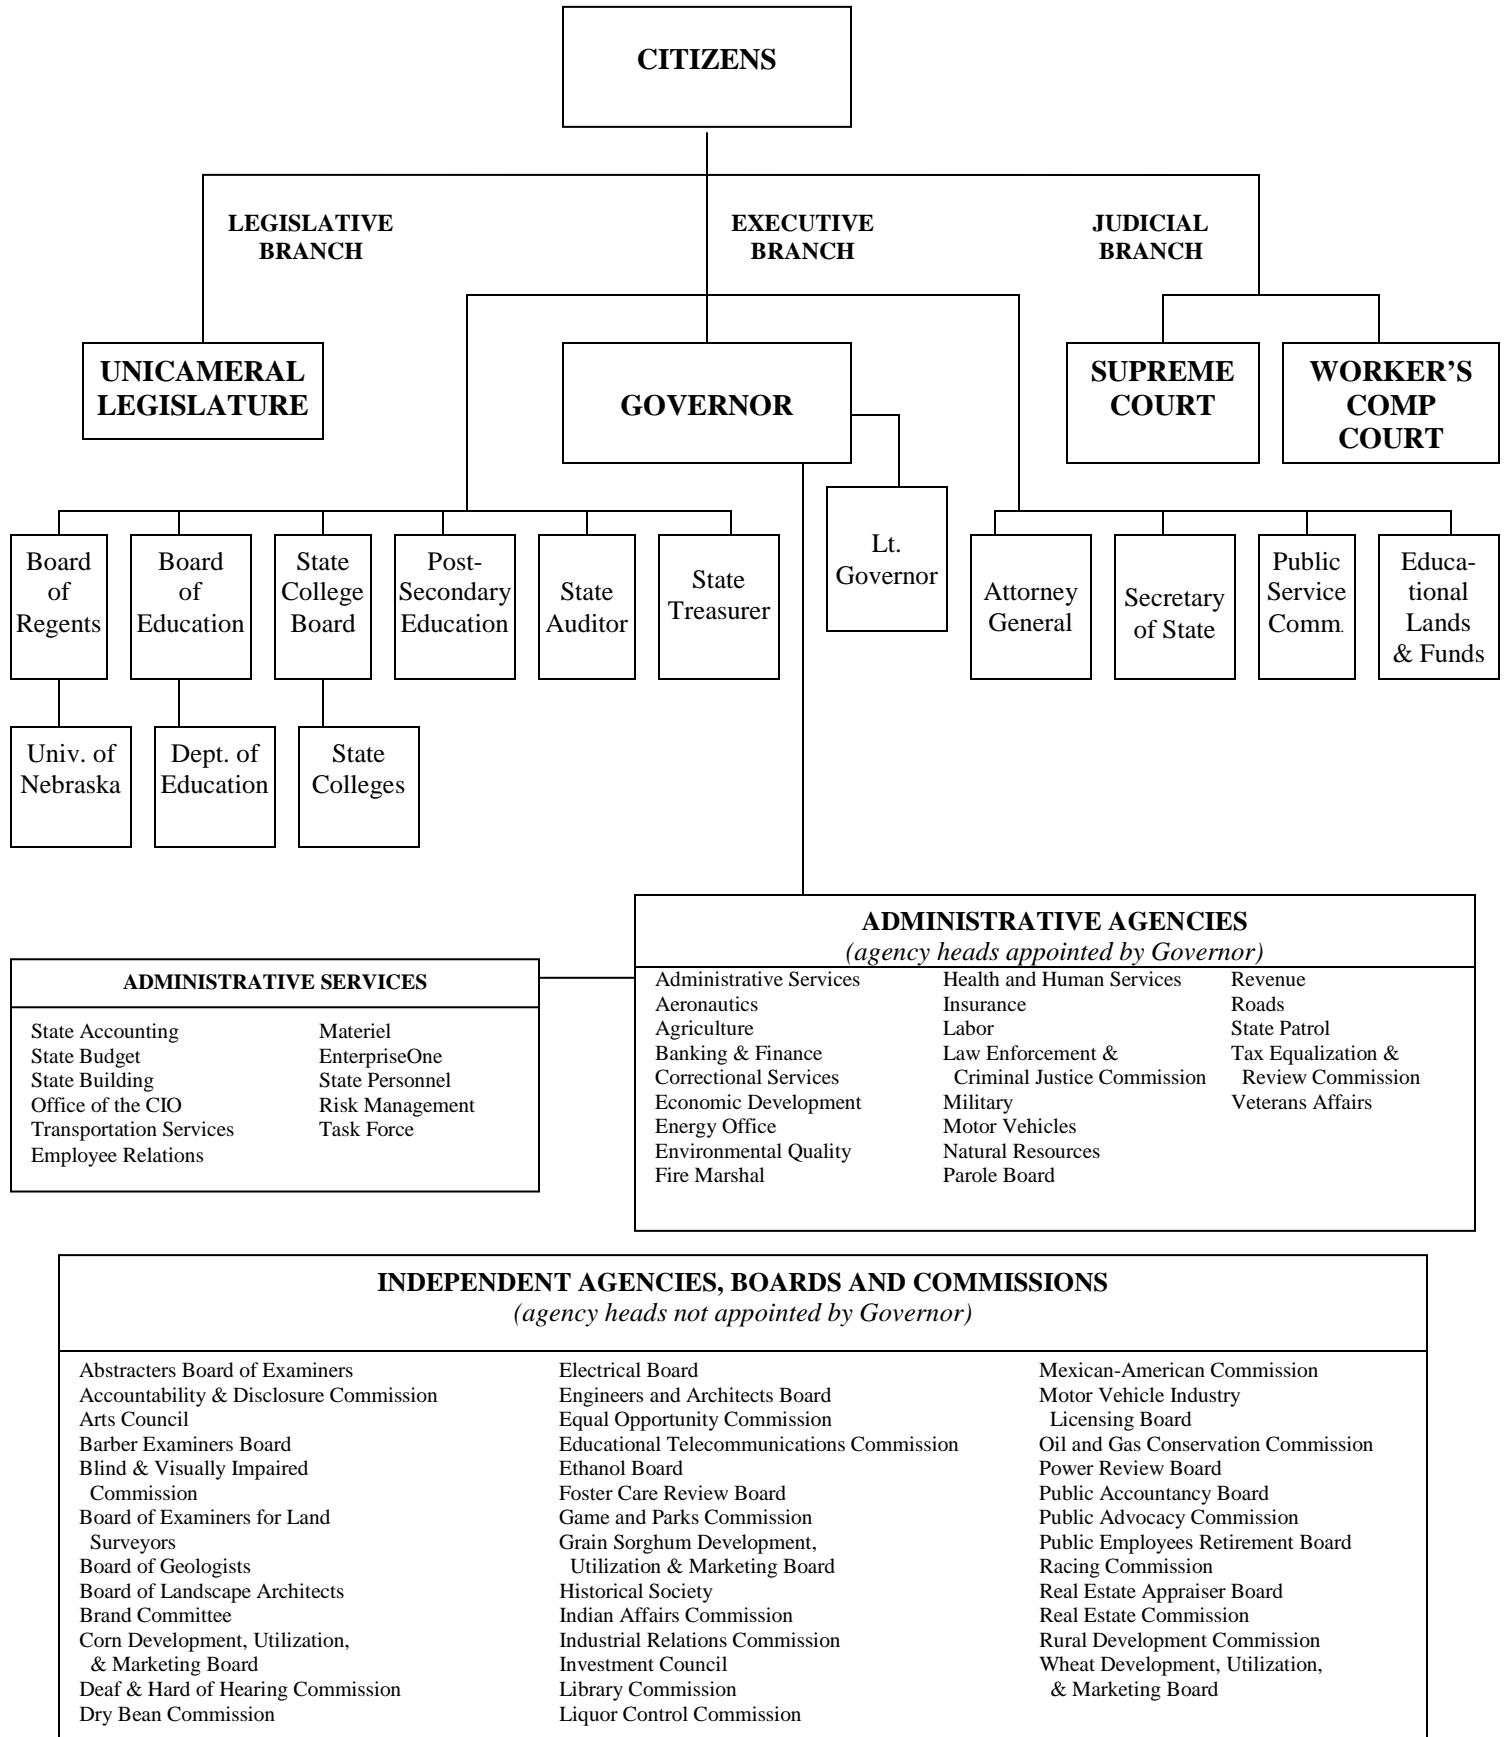 CITIZENS
LEGISLATIVE
BRANCH
EXECUTIVE
BRANCH
JUDICIAL
BRANCH
UNICAMERAL
LEGISLATURE
GOVERNOR
SUPREME
COURT
WORKER'S
COMP
COURT
Lt.
Governor
Board
of
Regents
Board
of
Education
State
College
Board
Post-
Secondary
Education
State
Auditor
State
Treasurer
Attorney
General
Secretary
of State
Public
Service
Comm.
Educa-
tional
Lands
& Funds
Univ. of
Nebraska
Dept. of
Education
State
Colleges
ADMINISTRATIVE AGENCIES
(agency heads appointed by Governor)
Administrative Services
Aeronautics
Agriculture
Banking & Finance
Correctional Services
Economic Development
Energy Office
Environmental Quality
Fire Marshal
Health and Human Services
Insurance
Labor
Law Enforcement &
Criminal Justice Commission
Military
Motor Vehicles
Natural Resources
Parole Board
Revenue
Roads
State Patrol
Tax Equalization &
Review Commission
Veterans Affairs
ADMINISTRATIVE SERVICES
State Accounting
State Budget
State Building
Office of the CIO
Transportation Services
Employee Relations
Materiel
EnterpriseOne
State Personnel
Risk Management
Task Force
INDEPENDENT AGENCIES, BOARDS AND COMMISSIONS
(agency heads not appointed by Governor)
Abstracters Board of Examiners
Accountability & Disclosure Commission
Arts Council
Barber Examiners Board
Blind & Visually Impaired
Commission
Board of Examiners for Land
Surveyors
Board of Geologists
Board of Landscape Architects
Brand Committee
Corn Development, Utilization,
& Marketing Board
Deaf & Hard of Hearing Commission
Dry Bean Commission
Electrical Board
Engineers and Architects Board
Equal Opportunity Commission
Educational Telecommunications Commission
Ethanol Board
Foster Care Review Board
Game and Parks Commission
Grain Sorghum Development,
Utilization & Marketing Board
Historical Society
Indian Affairs Commission
Industrial Relations Commission
Investment Council
Library Commission
Liquor Control Commission
Mexican-American Commission
Motor Vehicle Industry
Licensing Board
Oil and Gas Conservation Commission
Power Review Board
Public Accountancy Board
Public Advocacy Commission
Public Employees Retirement Board
Racing Commission
Real Estate Appraiser Board
Real Estate Commission
Rural Development Commission
Wheat Development, Utilization,
& Marketing Board